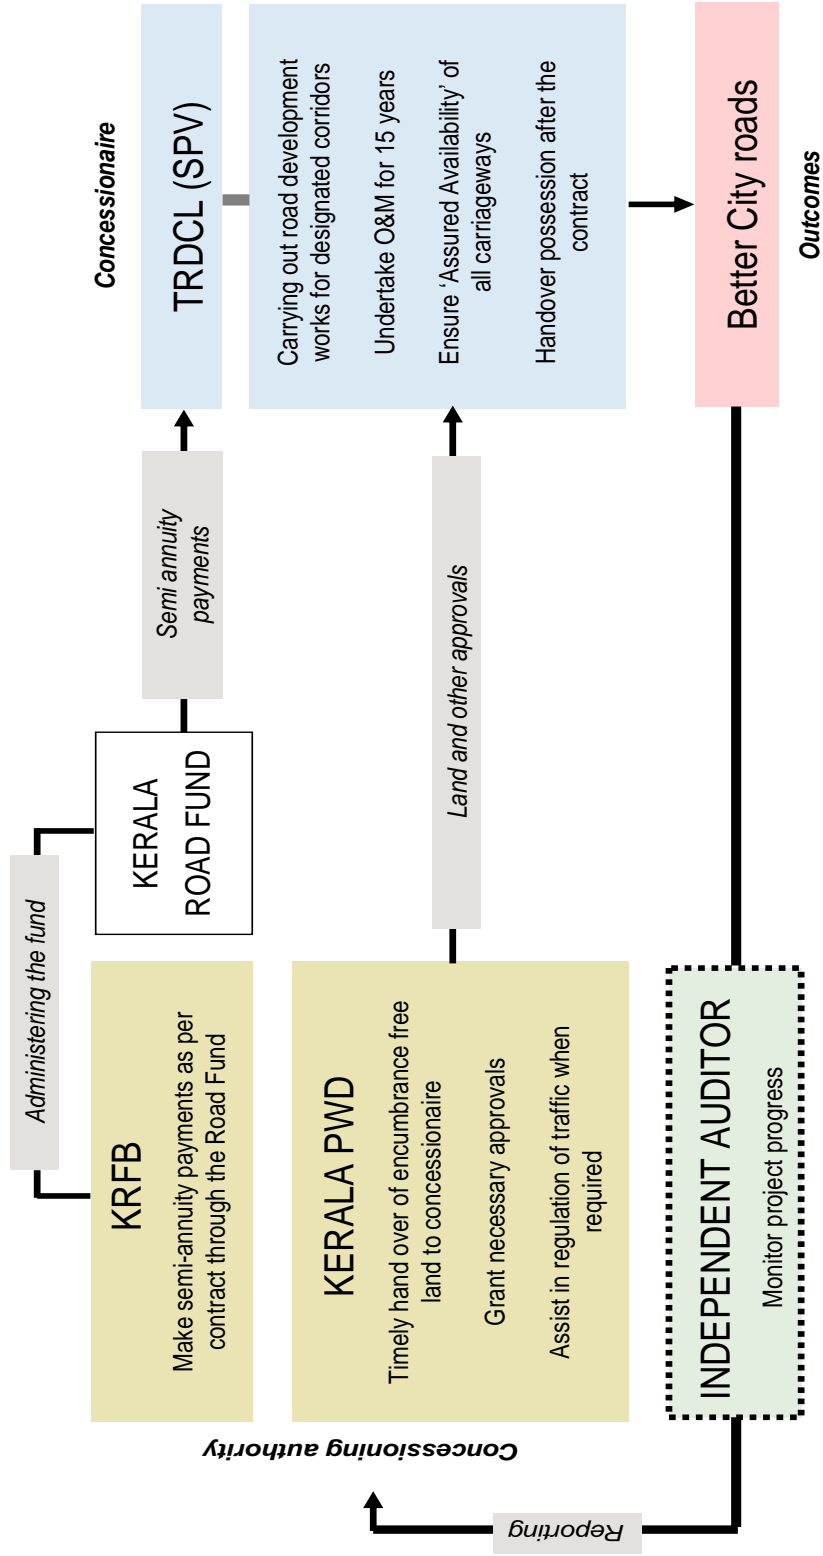 Concessioning authority
KRFB
Make semi-annuity payments as per
contract through the Road Fund
Administering the fund
KERALA
ROAD FUND
Semi annuity
payments
Concessionaire
TRDCL (SPV)
Carrying out road development
works for designated corridors
Undertake O&M for 15 years
Ensure ‘Assured Availability’ of
all carriageways
Handover possession after the
contract
KERALA PWD
Timely hand over of encumbrance free
land to concessionaire
Grant necessary approvals
Assist in regulation of traffic when
required
Land and other approvals
Reporting
INDEPENDENT AUDITOR
Monitor project progress
Better City roads
Outcomes